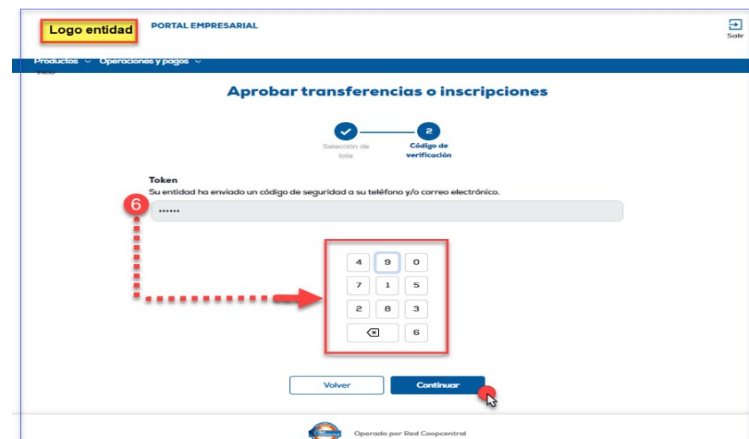 Logo entidad
PORTAL EMPRESARIAL
Salir
Productos Operaciones y pagos
Inicio
Aprobar transferencias o inscripciones
2
Selección de
lote
Código de
verificación
Token
Su entidad ha enviado un código de seguridad a su teléfono y/o correo electrónico.
6
••••••
4 9 0
7 1 5
2 8 3
6
Volver Continuar
Operado por Red Coopcentral